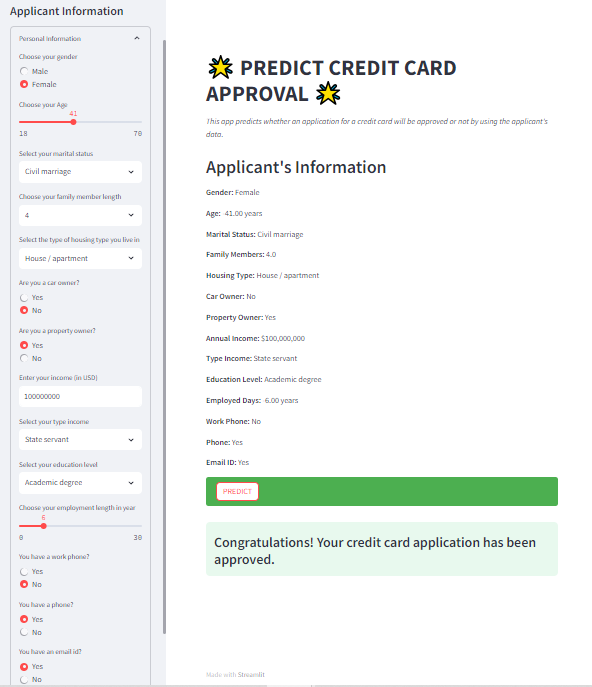 Applicant Information
Personal Information
Choose your gender
Male
Female
Choose your Age
41
18 70
Select your marital status
Civil marriage
Choose your family member length
4
Select the type of housing type you live in
House / apartment
Are you a car owner?
Yes
No
Are you a property owner?
Yes
No
Enter your income (in USD)
100000000
Select your type income
State servant
Select your education level
Academic degree
Choose your employment length in year
6
0 30
You have a work phone?
Yes
No
You have a phone?
Yes
No
You have an email id?
Yes
No
PREDICT CREDIT CARD
APPROVAL
This app predicts whether an application for a credit card will be approved or not by using the applicant's
data.
Applicant's Information
Gender: Female
Age: 41.00 years
Marital Status: Civil marriage
Family Members: 4.0
Housing Type: House / apartment
Car Owner: No
Property Owner: Yes
Annual Income: $100,000,000
Type Income: State servant
Education Level: Academic degree
Employed Days: 6.00 years
Work Phone: No
Phone: Yes
Email ID: Yes
PREDICT
Congratulations! Your credit card application has been
approved.
Made with Streamlit